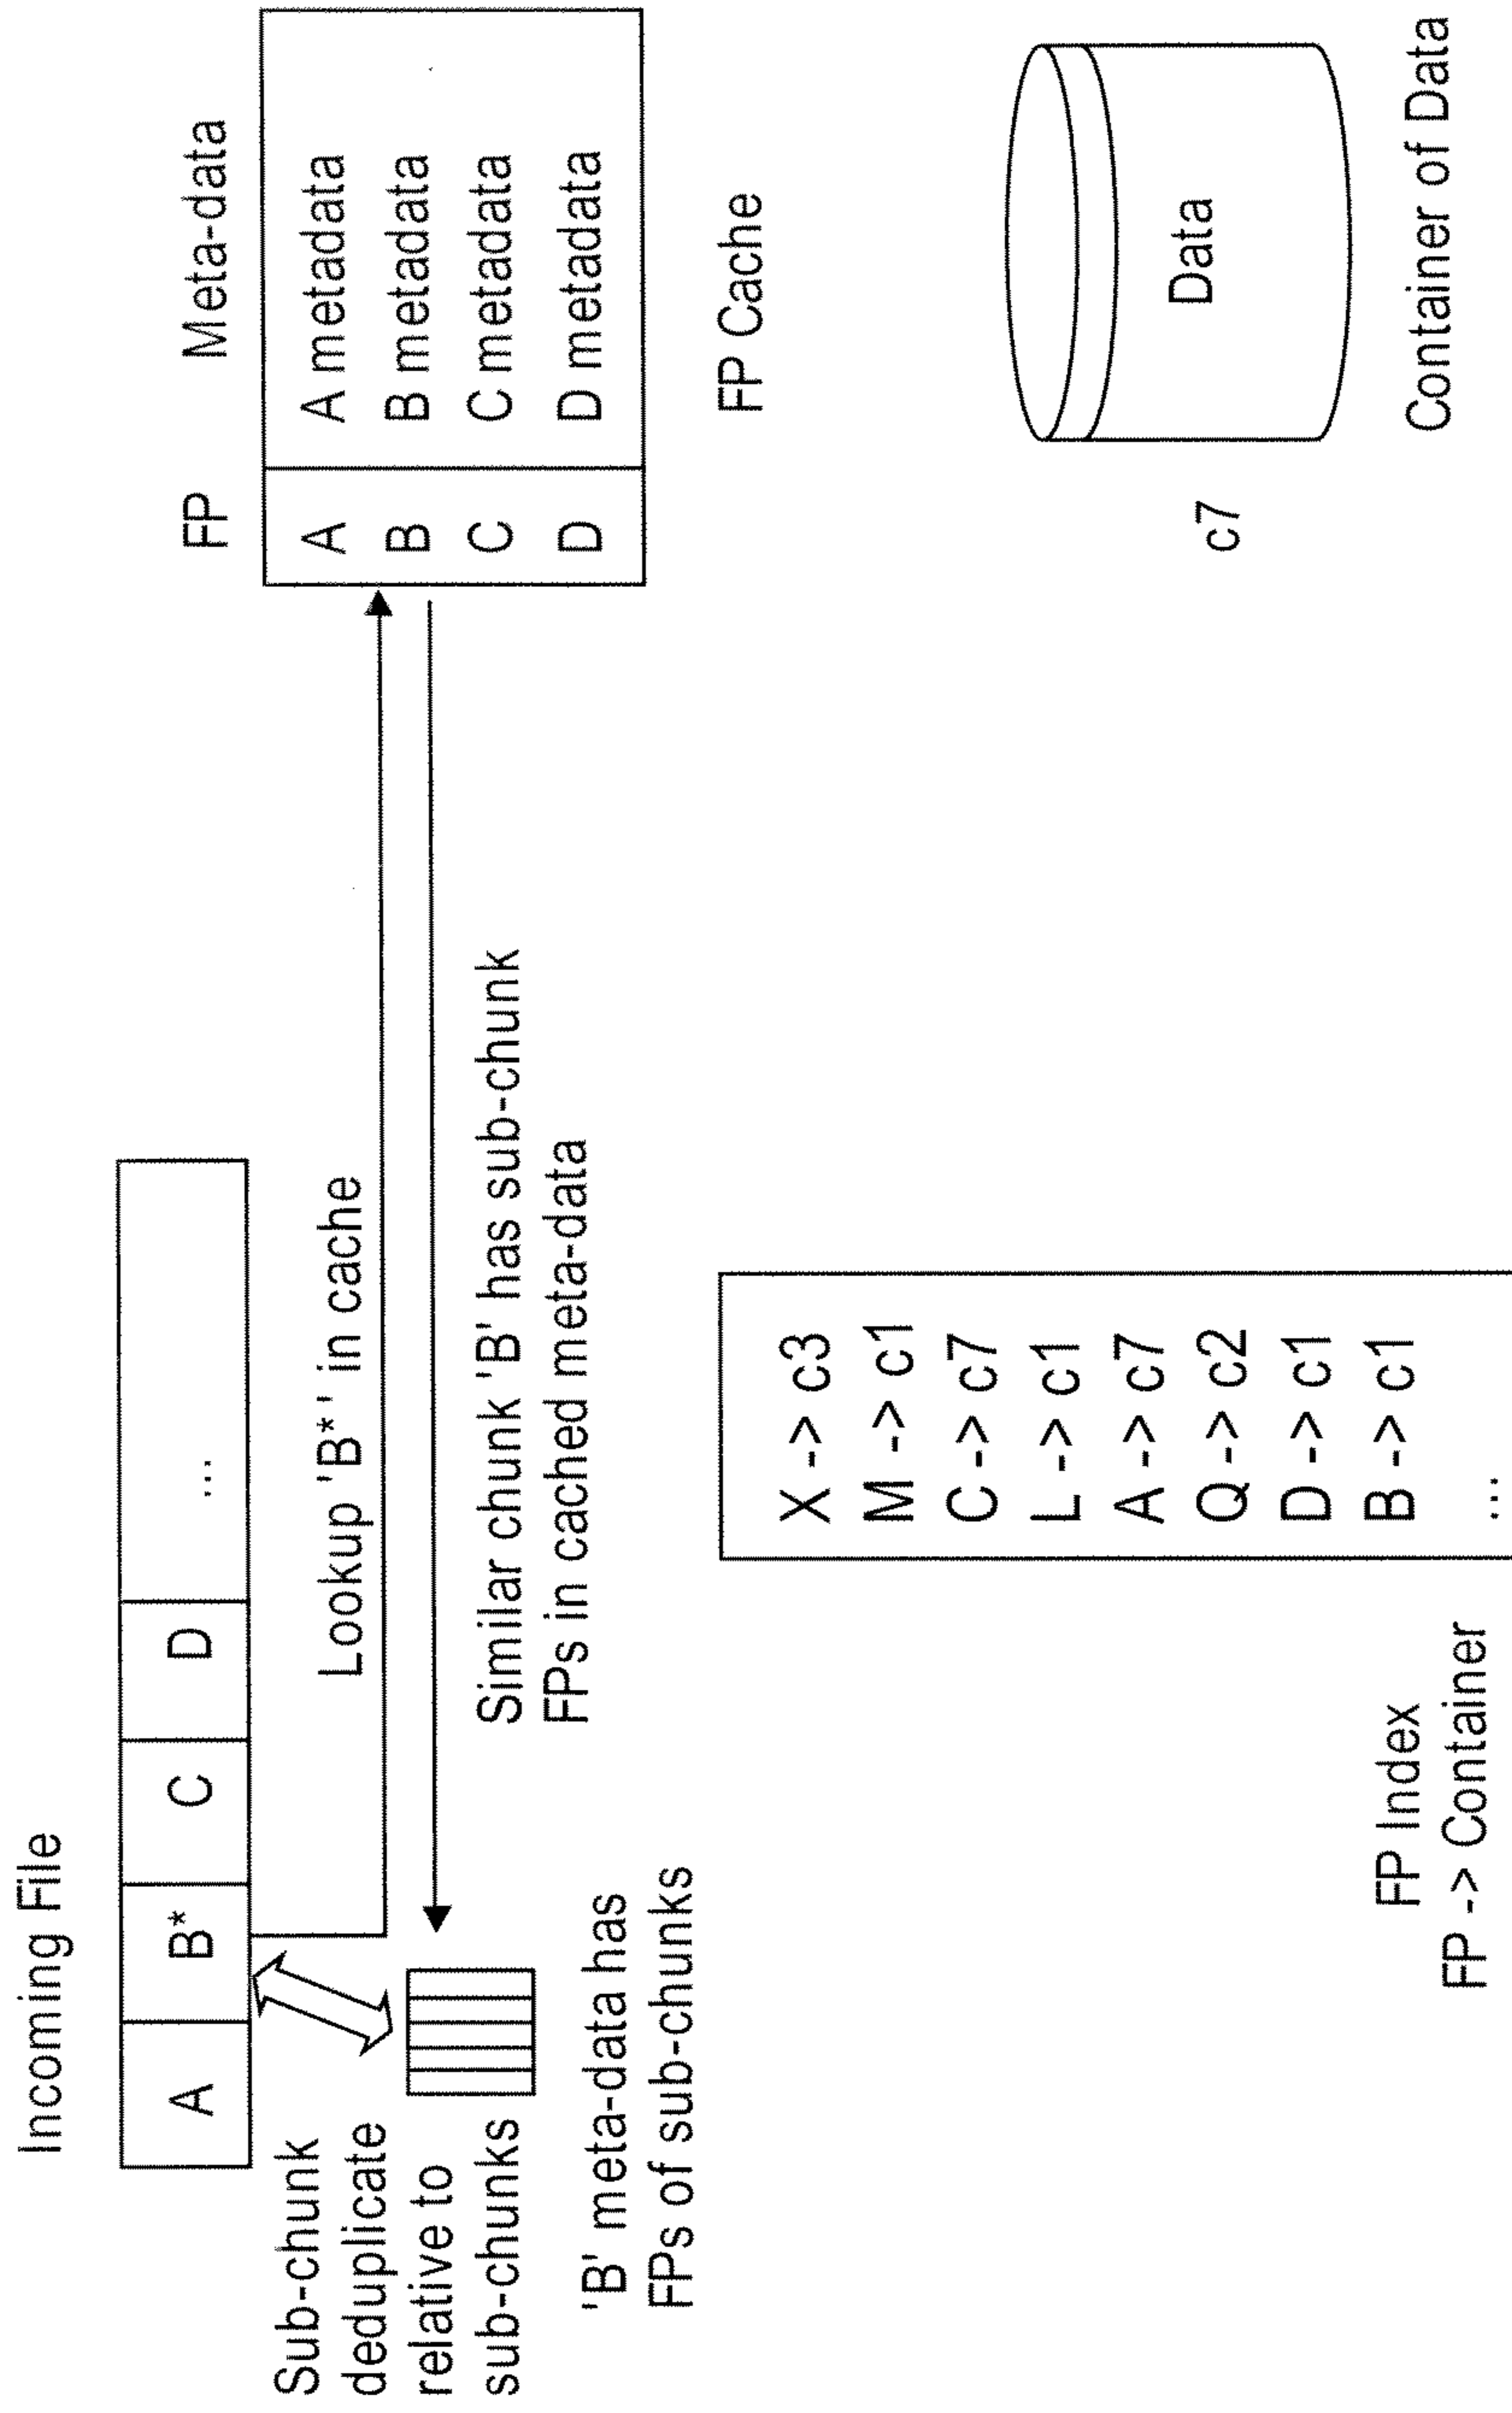 Incoming File
A B* C D ...
Lookup 'B*' in cache
Similar chunk 'B' has sub-chunk
FPs in cached meta-data
Sub-chunk
deduplicate
relative to
sub-chunks
'B' meta-data has
FPs of sub-chunks
FP Meta-data
A A metadata
B B metadata
C C metadata
D D metadata
FP Cache
X -> c3
M -> c1
C -> c7
L -> c1
A -> c7
Q -> c2
D -> c1
B -> c1
...
FP Index
FP -> Container
c7
Data
Container of Data